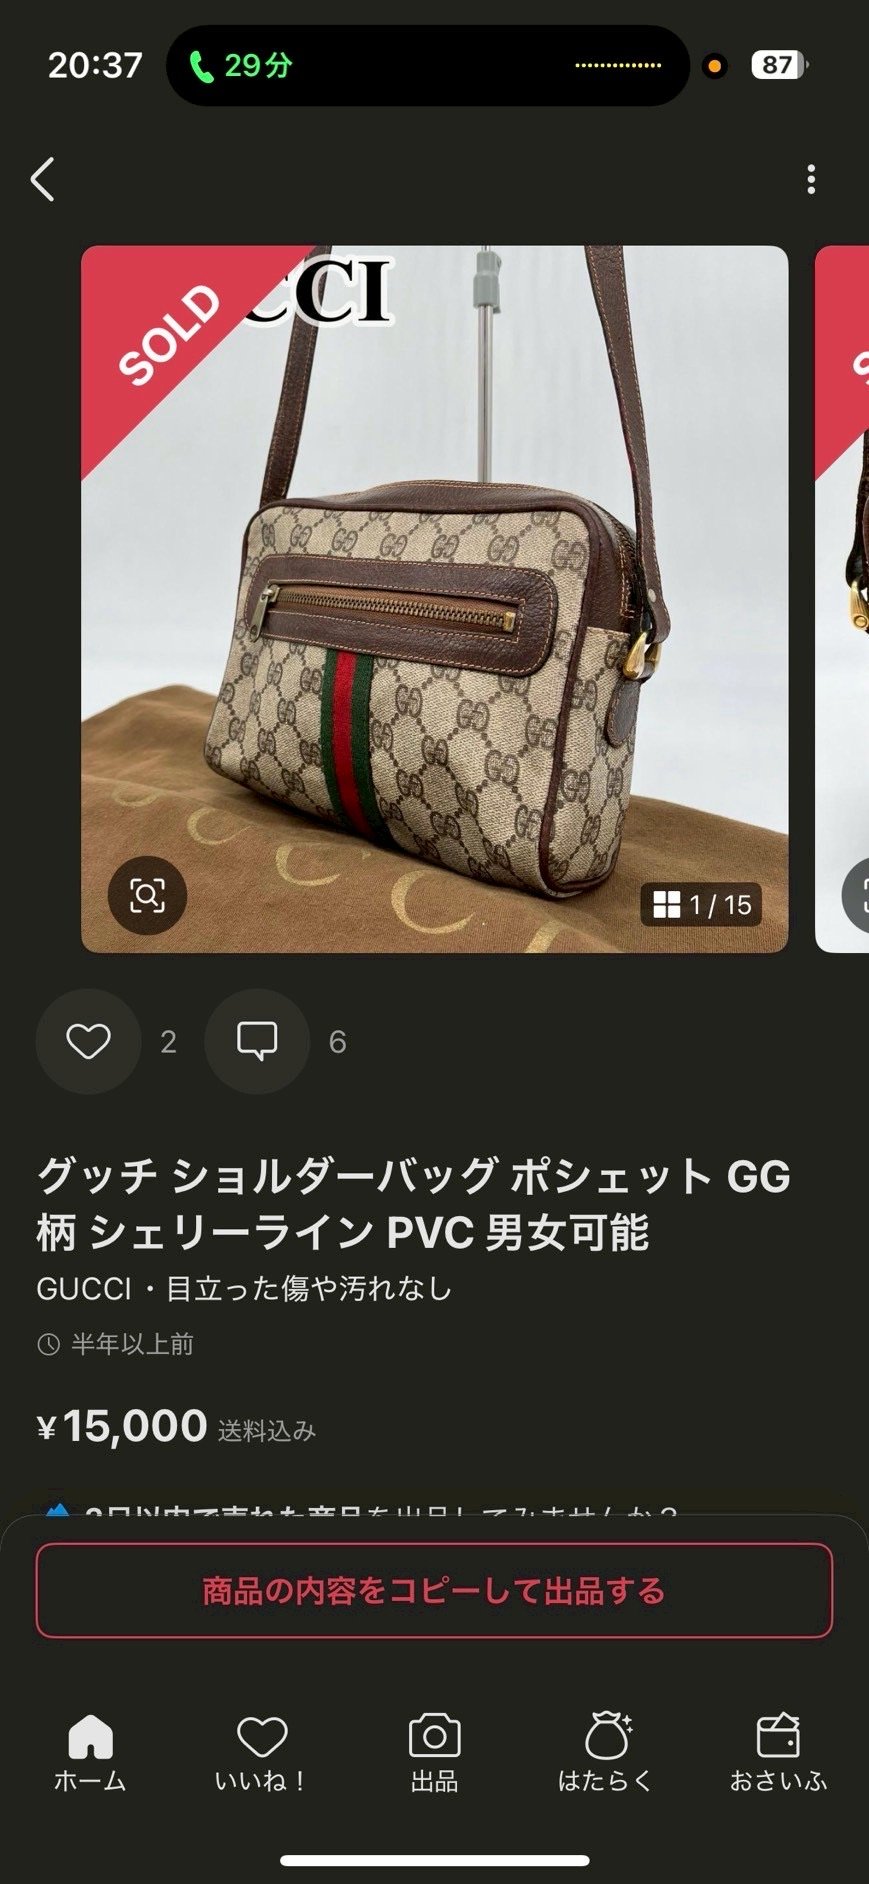 20:37
29分
87
SOLD
CCI
1 / 15
2
6
グッチ ショルダーバッグ ポシェット GG
柄 シェリーライン PVC 男女可能
GUCCI・目立った傷や汚れなし
半年以上前
¥15,000 送料込み
商品の内容をコピーして出品する
ホーム
いいね！
出品
はたらく
おさいふ